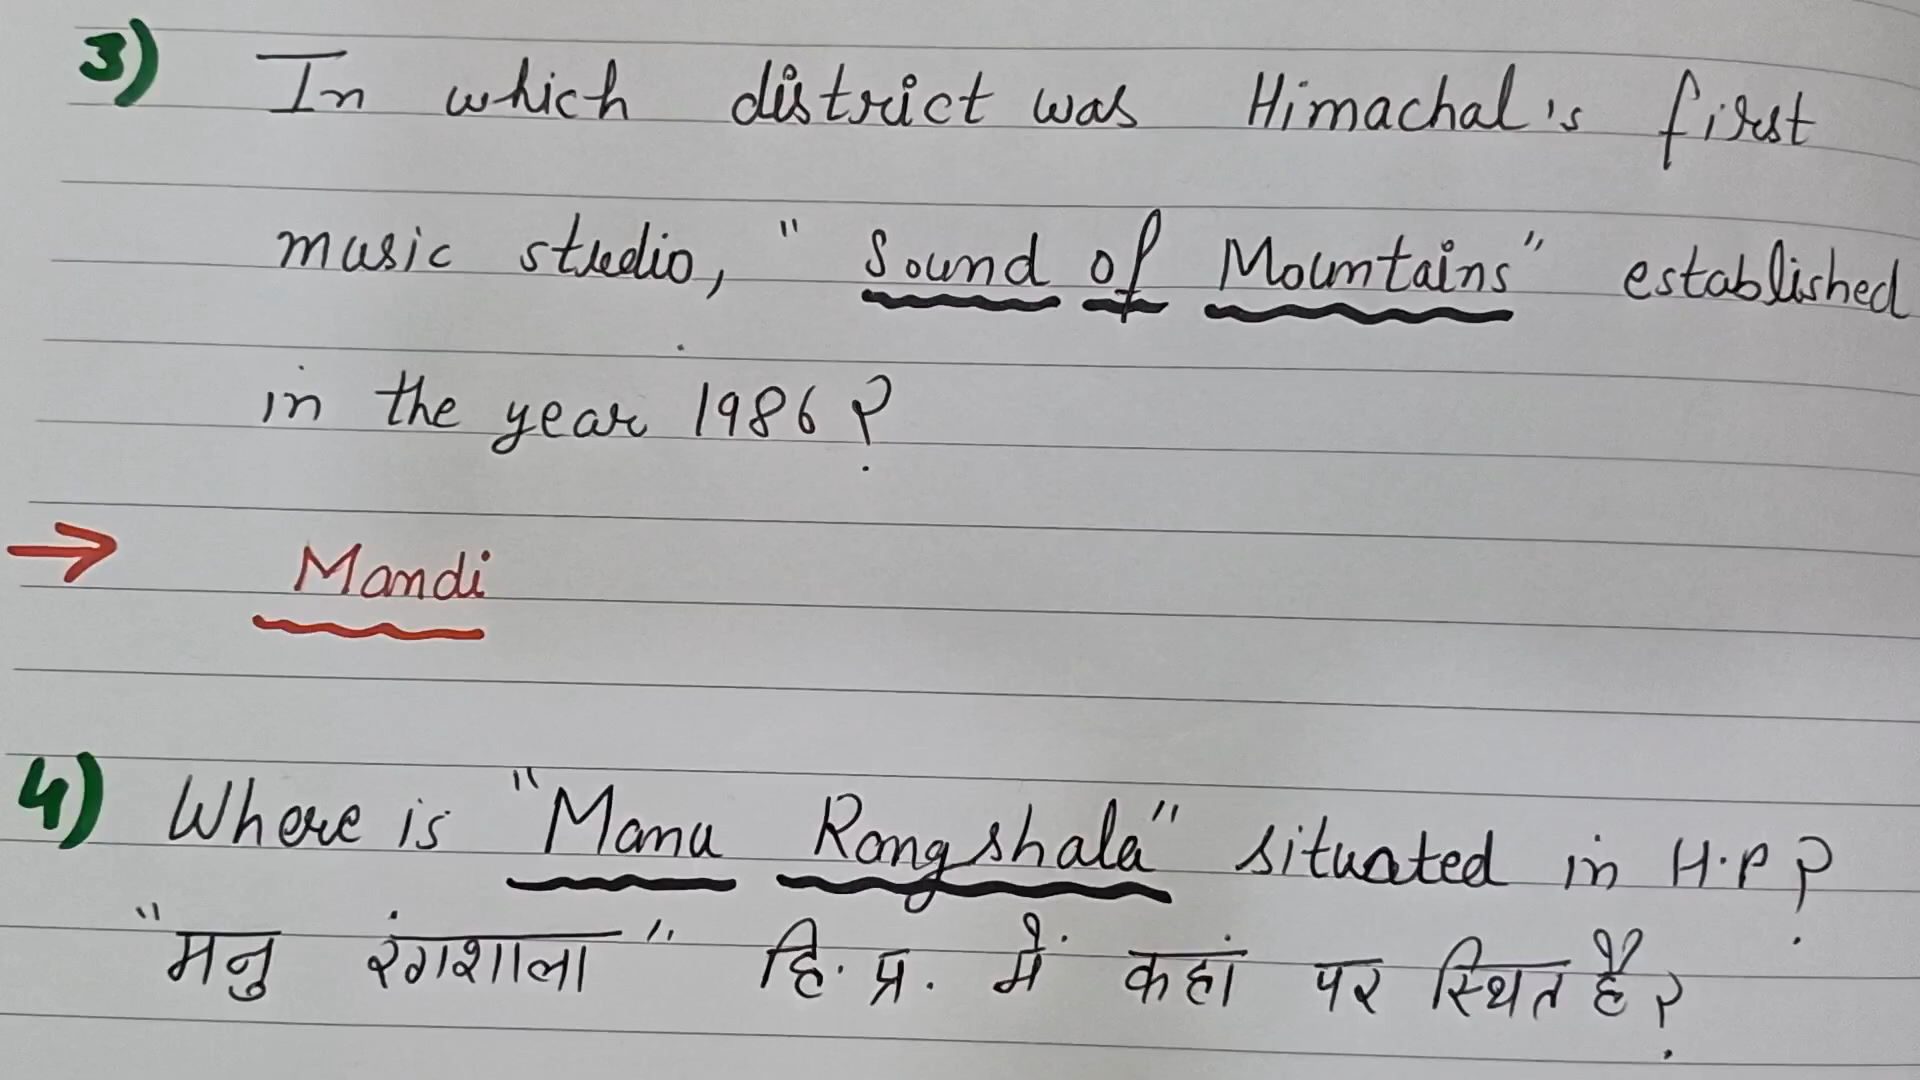 3) In which district was Himachal's first
music studio, "Sound of Mountains" established
in the year 1986?
→ Mandi
4) Where is "Manu Rangshala" situated in H.P?
"मनु रंगशाला" हि. प्र. में कहां पर स्थित है?